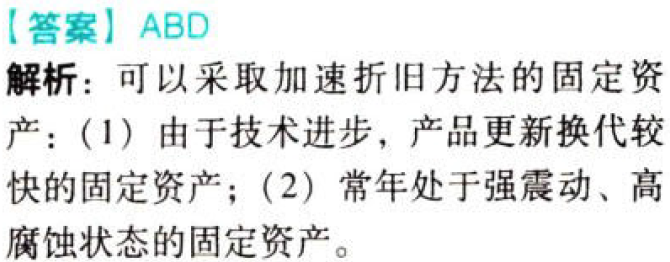 【答案】ABD
解析：可以采取加速折旧方法的固定资
产：（1）由于技术进步，产品更新换代较
快的固定资产；（2）常年处于强震动、高
腐蚀状态的固定资产。